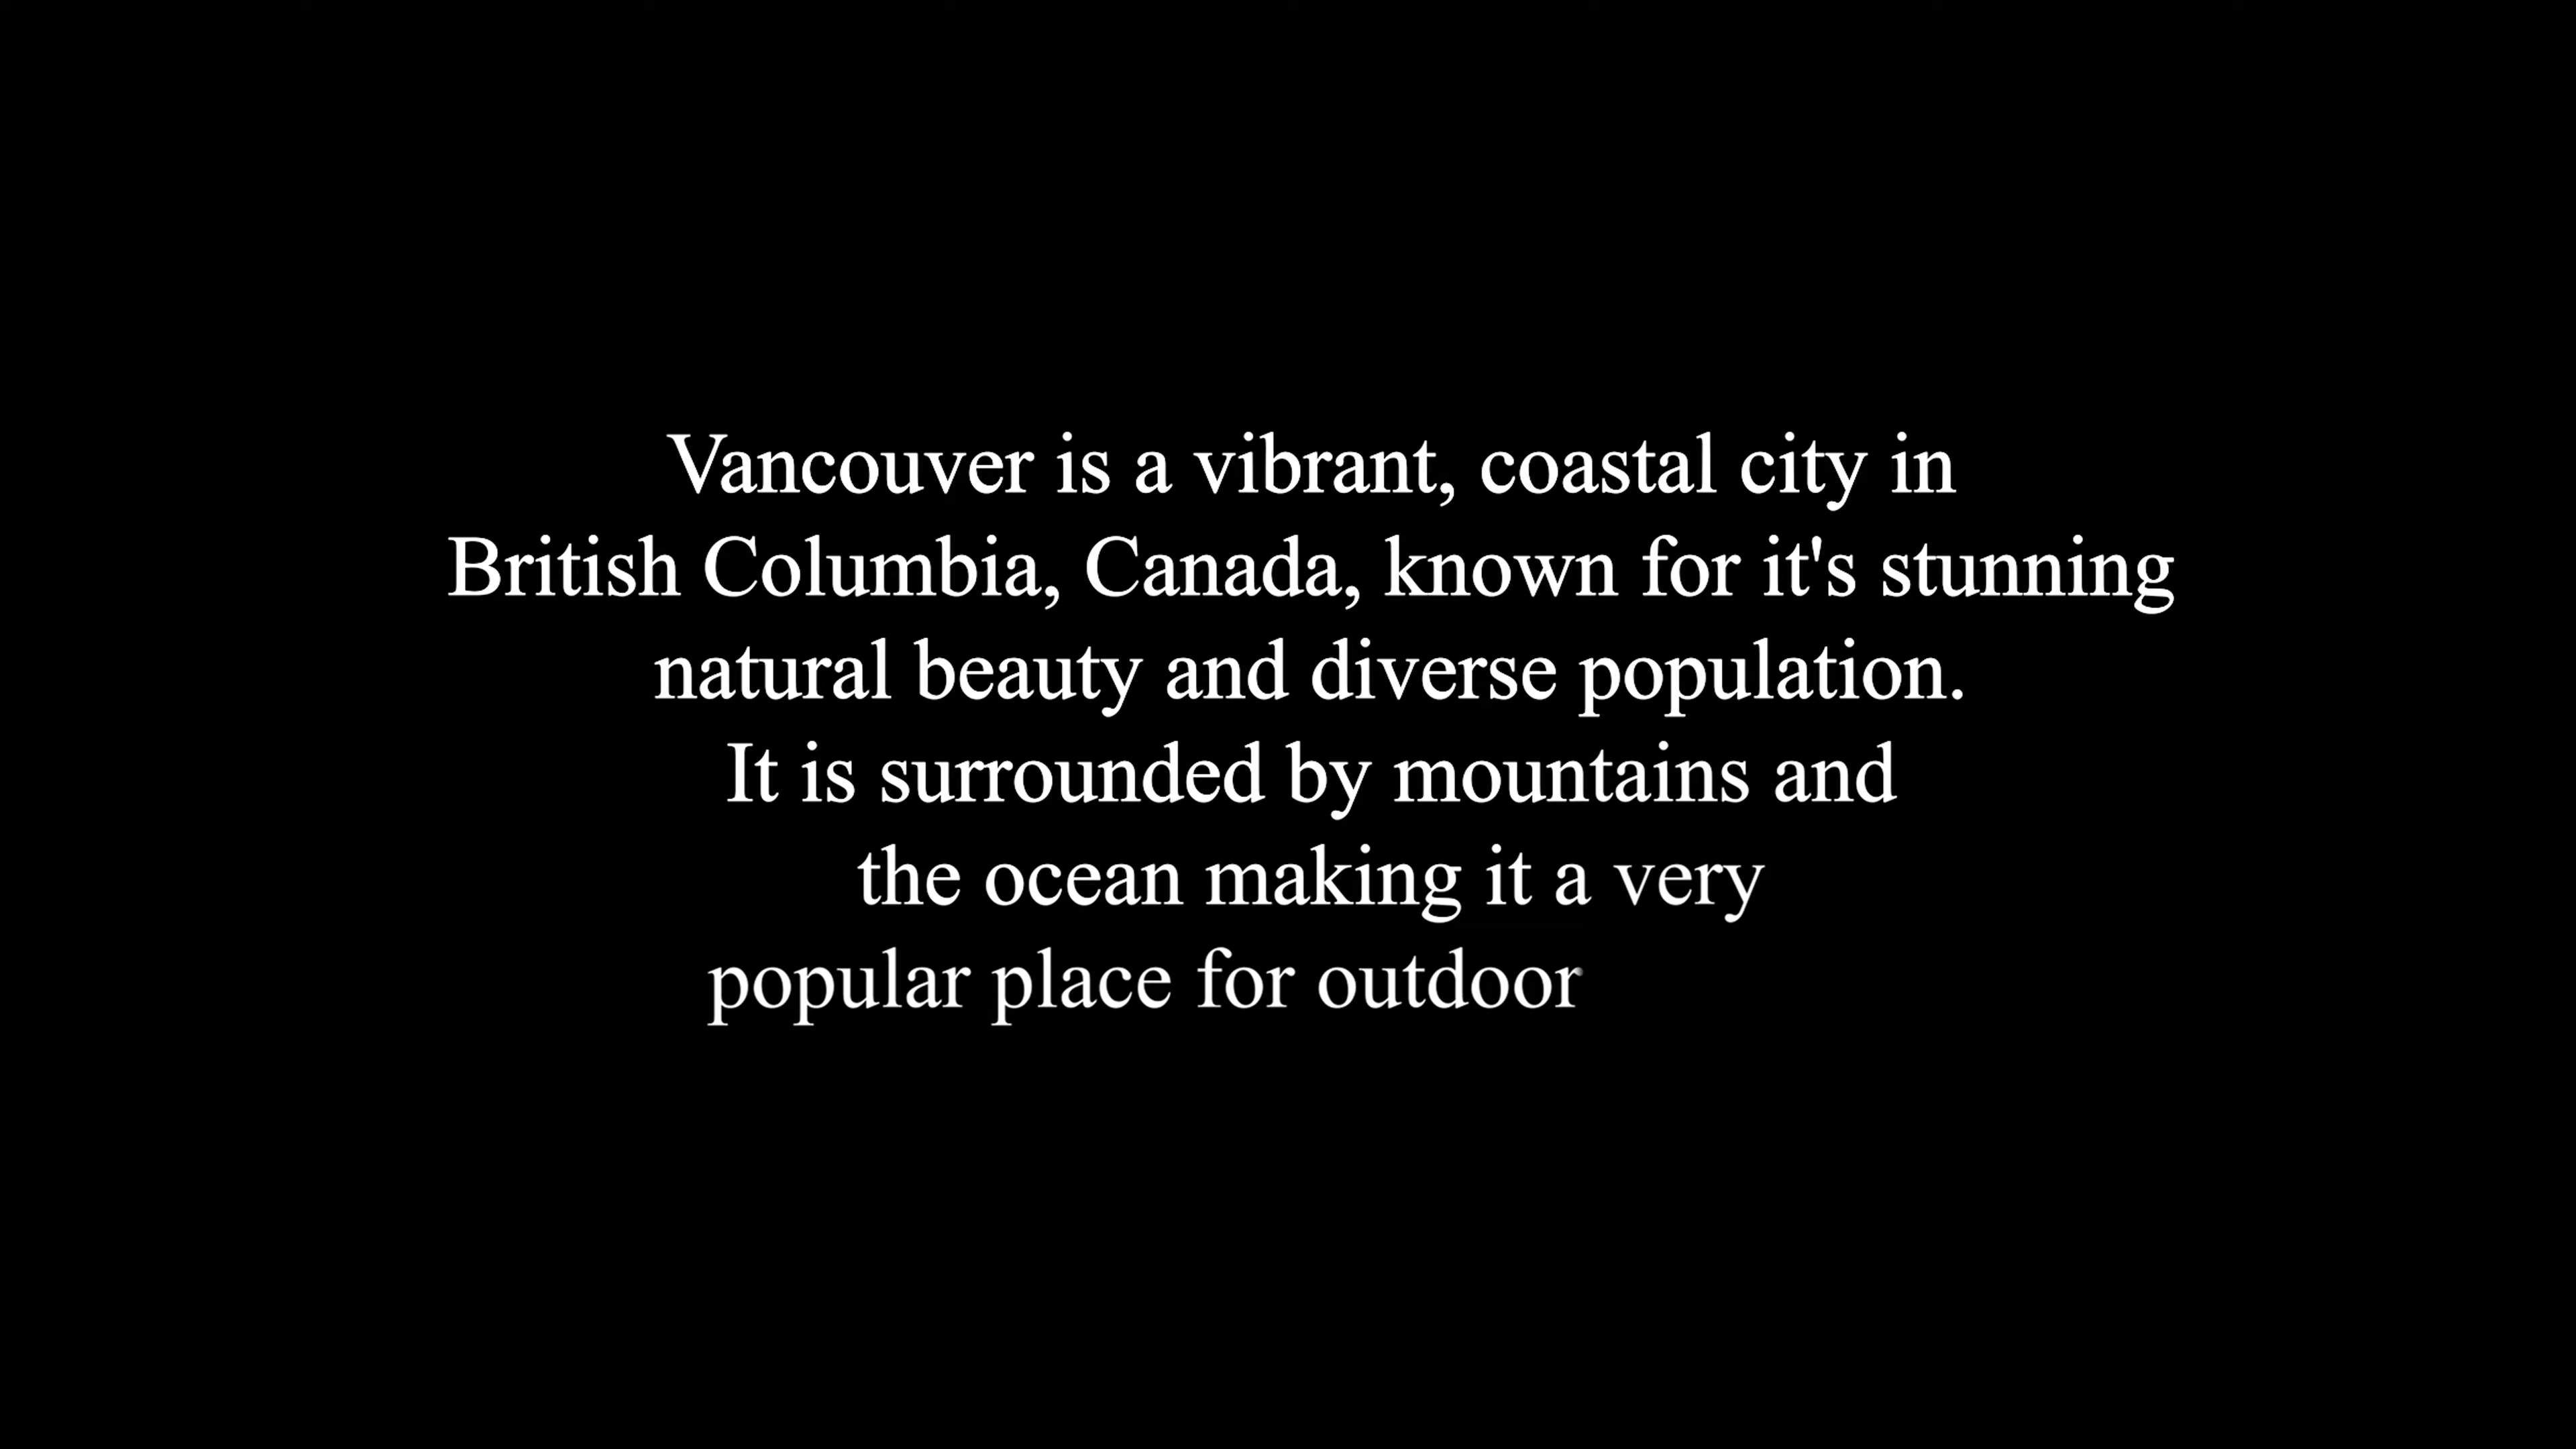 Vancouver is a vibrant, coastal city in
British Columbia, Canada, known for it's stunning
natural beauty and diverse population.
It is surrounded by mountains and
the ocean making it a very
popular place for outdoor